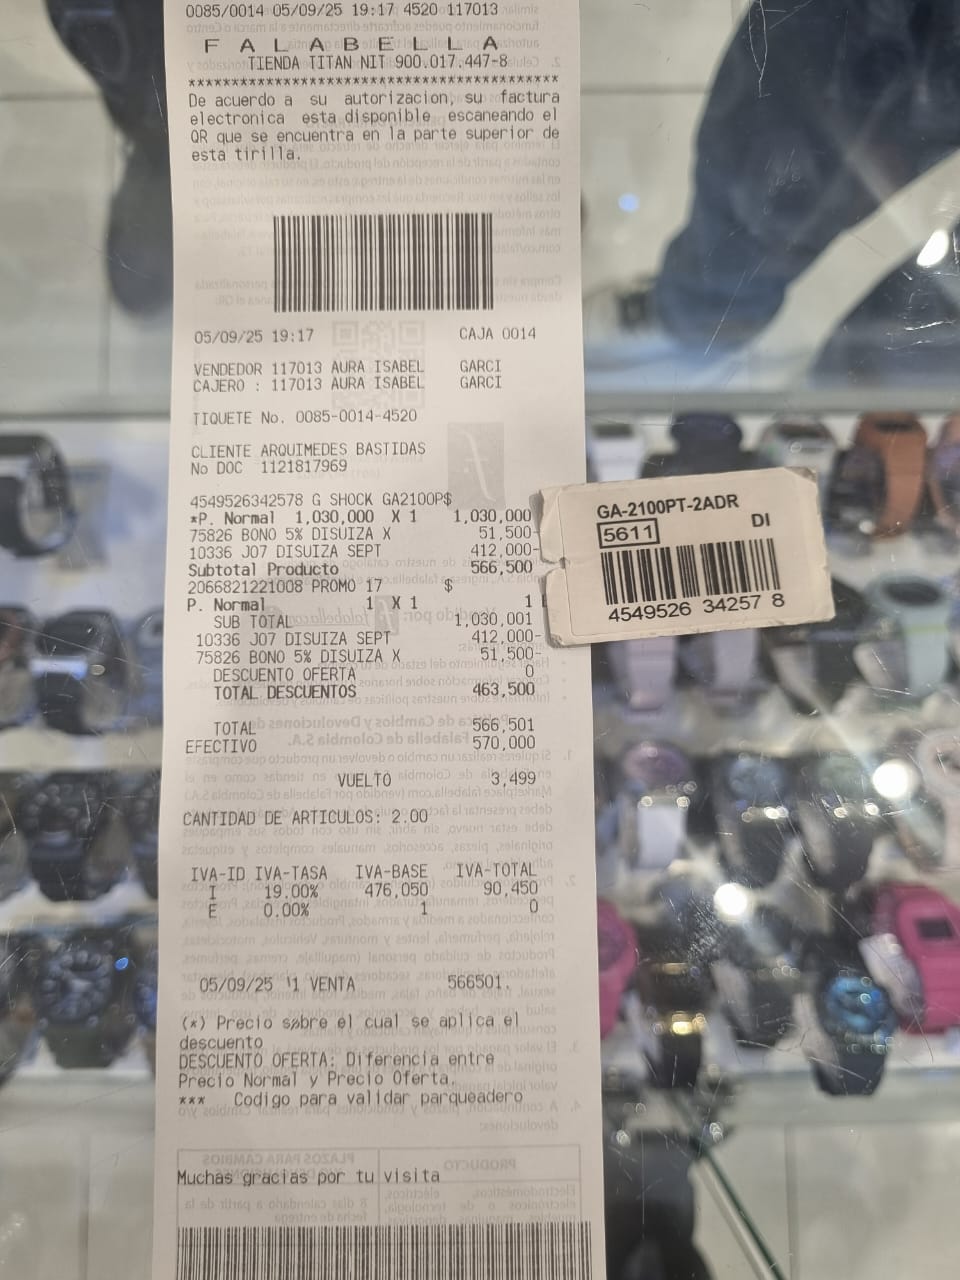 0085/0014 05/09/25 19:17 4520 117013
F A L A B E L L A
TIENDA TITAN NIT 900.017.447-8
********************************************
De acuerdo a su autorizacion, su factura
electronica esta disponible escaneando el
QR que se encuentra en la parte superior de
esta tirilla.
05/09/25 19:17 CAJA 0014
VENDEDOR 117013 AURA ISABEL GARCI
CAJERO : 117013 AURA ISABEL GARCI
TIQUETE No. 0085-0014-4520
CLIENTE ARQUIMEDES BASTIDAS
No DOC 1121817969
4549526342578 G SHOCK GA2100P$
*P. Normal 1,030,000 X 1 1,030,000
75826 BONO 5% DISUIZA X 51,500-
10336 J07 DISUIZA SEPT 412,000-
Subtotal Producto 566,500
2066821221008 PROMO 17 $
P. Normal 1 X 1 1 E
SUB TOTAL 1,030,001
10336 J07 DISUIZA SEPT 412,000-
75826 BONO 5% DISUIZA X 51,500-
DESCUENTO OFERTA 0
TOTAL DESCUENTOS 463,500
TOTAL 566,501
EFECTIVO 570,000
VUELTO 3,499
CANTIDAD DE ARTICULOS: 2.00
IVA-ID IVA-TASA IVA-BASE IVA-TOTAL
I 19.00% 476,050 90,450
E 0.00% 1 0
05/09/25 1 VENTA 566501.
(*) Precio sobre el cual se aplica el
descuento
DESCUENTO OFERTA: Diferencia entre
Precio Normal y Precio Oferta.
*** Codigo para validar parqueadero
Muchas gracias por tu visita
GA-2100PT-2ADR
5611 DI
4549526 34257 8